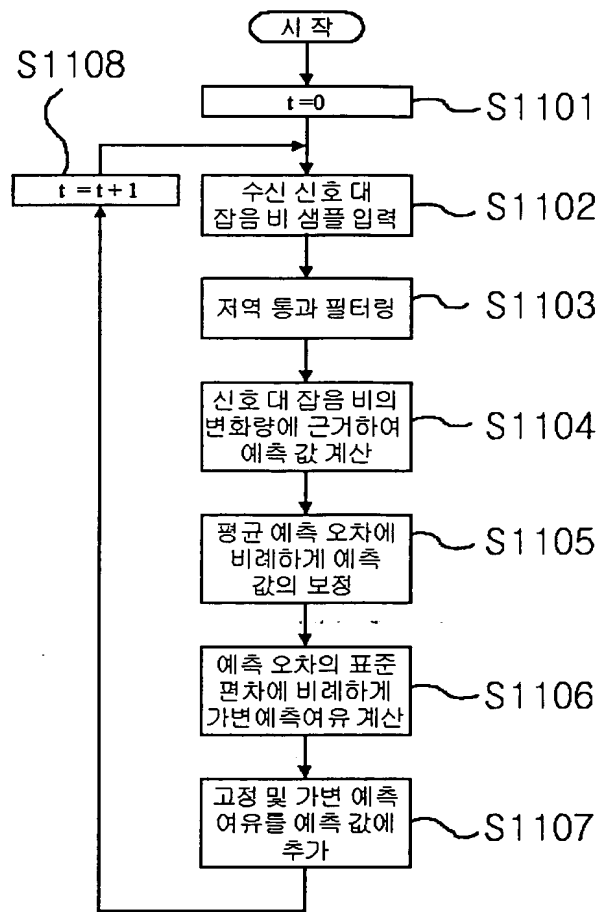 시 작
S1108
t =0
S1101
t = t + 1
수신 신호 대
잡음 비 샘플 입력
S1102
저역 통과 필터링
S1103
신호 대 잡음 비의
변화량에 근거하여
예측 값 계산
S1104
평균 예측 오차에
비례하게 예측
값의 보정
S1105
예측 오차의 표준
편차에 비례하게
가변예측여유 계산
S1106
고정 및 가변 예측
여유를 예측 값에
추가
S1107